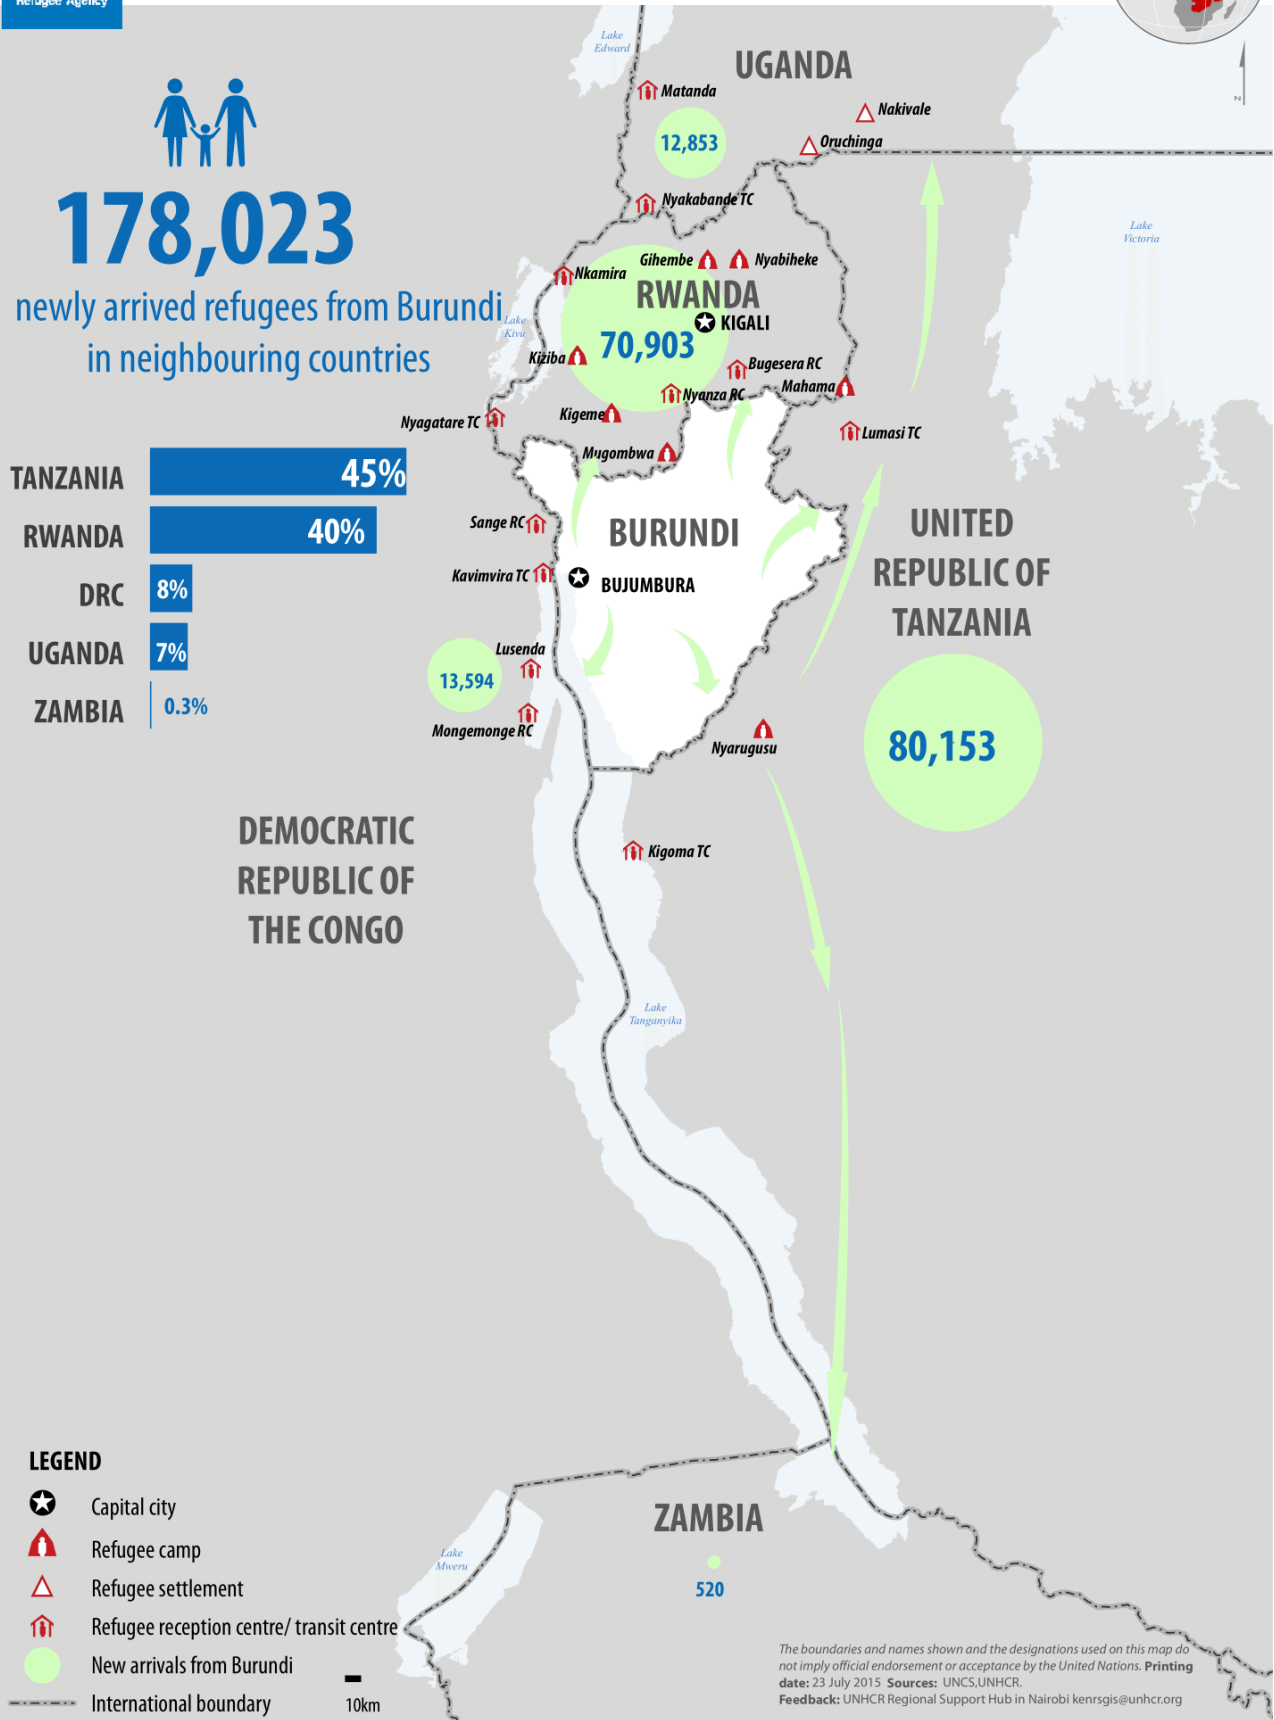 Refugee Agency
178,023
newly arrived refugees from Burundi
in neighbouring countries
TANZANIA 45%
RWANDA 40%
DRC 8%
UGANDA 7%
ZAMBIA 0.3%
Lake
Edward
UGANDA
Matanda
Nakivale
12,853
Oruchinga
N
Nyakabande TC
Lake
Victoria
Gihembe
Nyabiheke
Nkamira
RWANDA
Lake
Kivu
KIGALI
70,903
Kiziba
Bugesera RC
Mahama
Nyanza RC
Nyagatare TC
Kigeme
Lumasi TC
Mugombwa
Sange RC
BURUNDI
UNITED
REPUBLIC OF
TANZANIA
Kavimvira TC
BUJUMBURA
Lusenda
13,594
Mongemonge RC
Nyarugusu
80,153
DEMOCRATIC
REPUBLIC OF
THE CONGO
Kigoma TC
Lake
Tanganyika
ZAMBIA
520
Lake
Mweru
LEGEND
Capital city
Refugee camp
Refugee settlement
Refugee reception centre/ transit centre
New arrivals from Burundi
International boundary
10km
The boundaries and names shown and the designations used on this map do
not imply official endorsement or acceptance by the United Nations. Printing
date: 23 July 2015 Sources: UNCS,UNHCR.
Feedback: UNHCR Regional Support Hub in Nairobi kenrsgis@unhcr.org